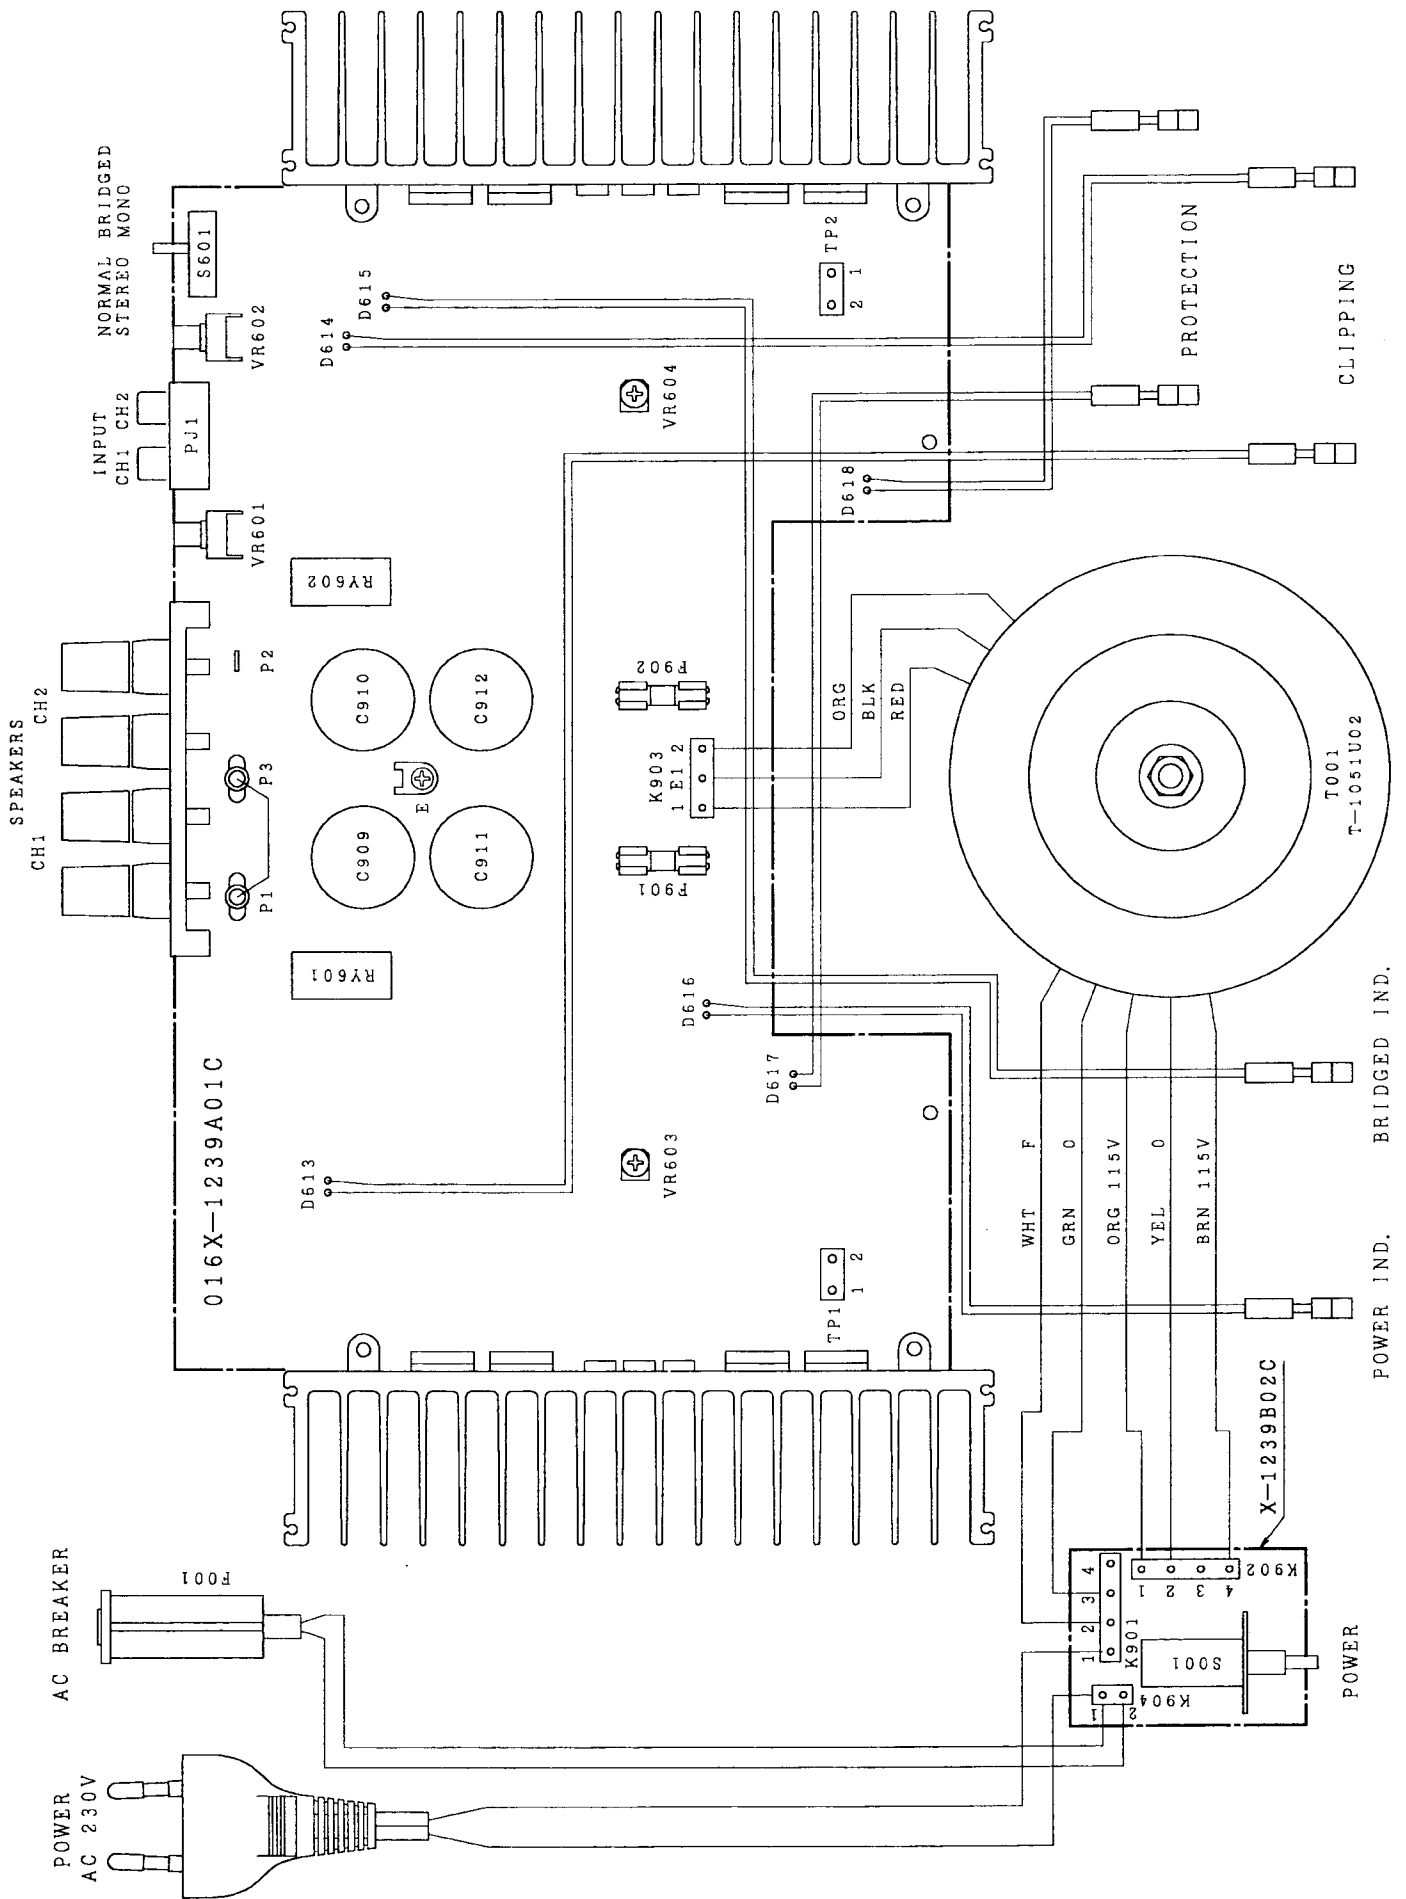 POWER
AC 230V
AC BREAKER
F001
SPEAKERS
CH1
CH2
INPUT
CH1 CH2
NORMAL BRIDGED
STEREO MONO
P1
P3
P2
VR601
PJ1
VR602
S601
016X-1239A01C
RY601
RY602
C909
C910
C911
C912
E
D613
D614
D615
VR603
VR604
F901
F902
K903
1 E1 2
D616
D617
D618
TP1
1 2
TP2
2 1
ORG
BLK
RED
WHT F
GRN 0
ORG 115V
YEL 0
BRN 115V
T001
T-1051U02
K901
1 2 3 4
K902
1
2
3
4
K904
1
2
S001
X-1239B02C
POWER
POWER IND.
BRIDGED IND.
PROTECTION
CLIPPING